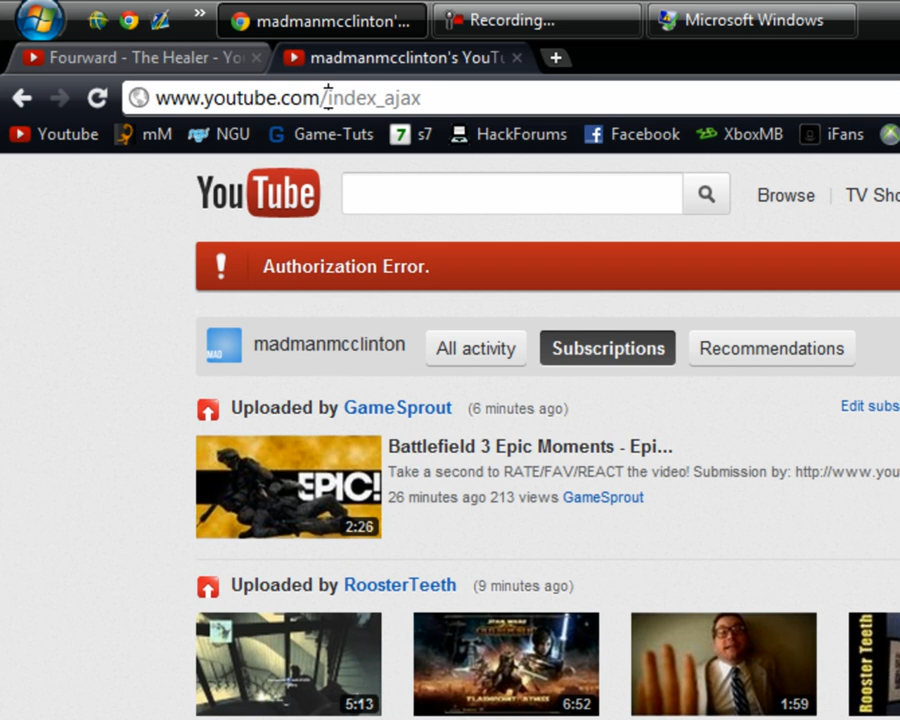 »
madmanmcclinton'...
Recording...
Microsoft Windows
Fourward - The Healer - Yo
madmanmcclinton's YouTu
www.youtube.com/index_ajax
Youtube mM NGU Game-Tuts 7 s7 HackForums Facebook XboxMB iFans
YouTube
Browse
TV Sho
Authorization Error.
MAD
madmanmcclinton
All activity
Subscriptions
Recommendations
Uploaded by GameSprout (6 minutes ago)
Edit subs
Battlefield 3 Epic Moments - Epi...
Take a second to RATE/FAV/REACT the video! Submission by: http://www.you
26 minutes ago 213 views GameSprout
EPIC!
2:26
Uploaded by RoosterTeeth (9 minutes ago)
STAR WARS
5:13
6:52
1:59
Rooster Teeth